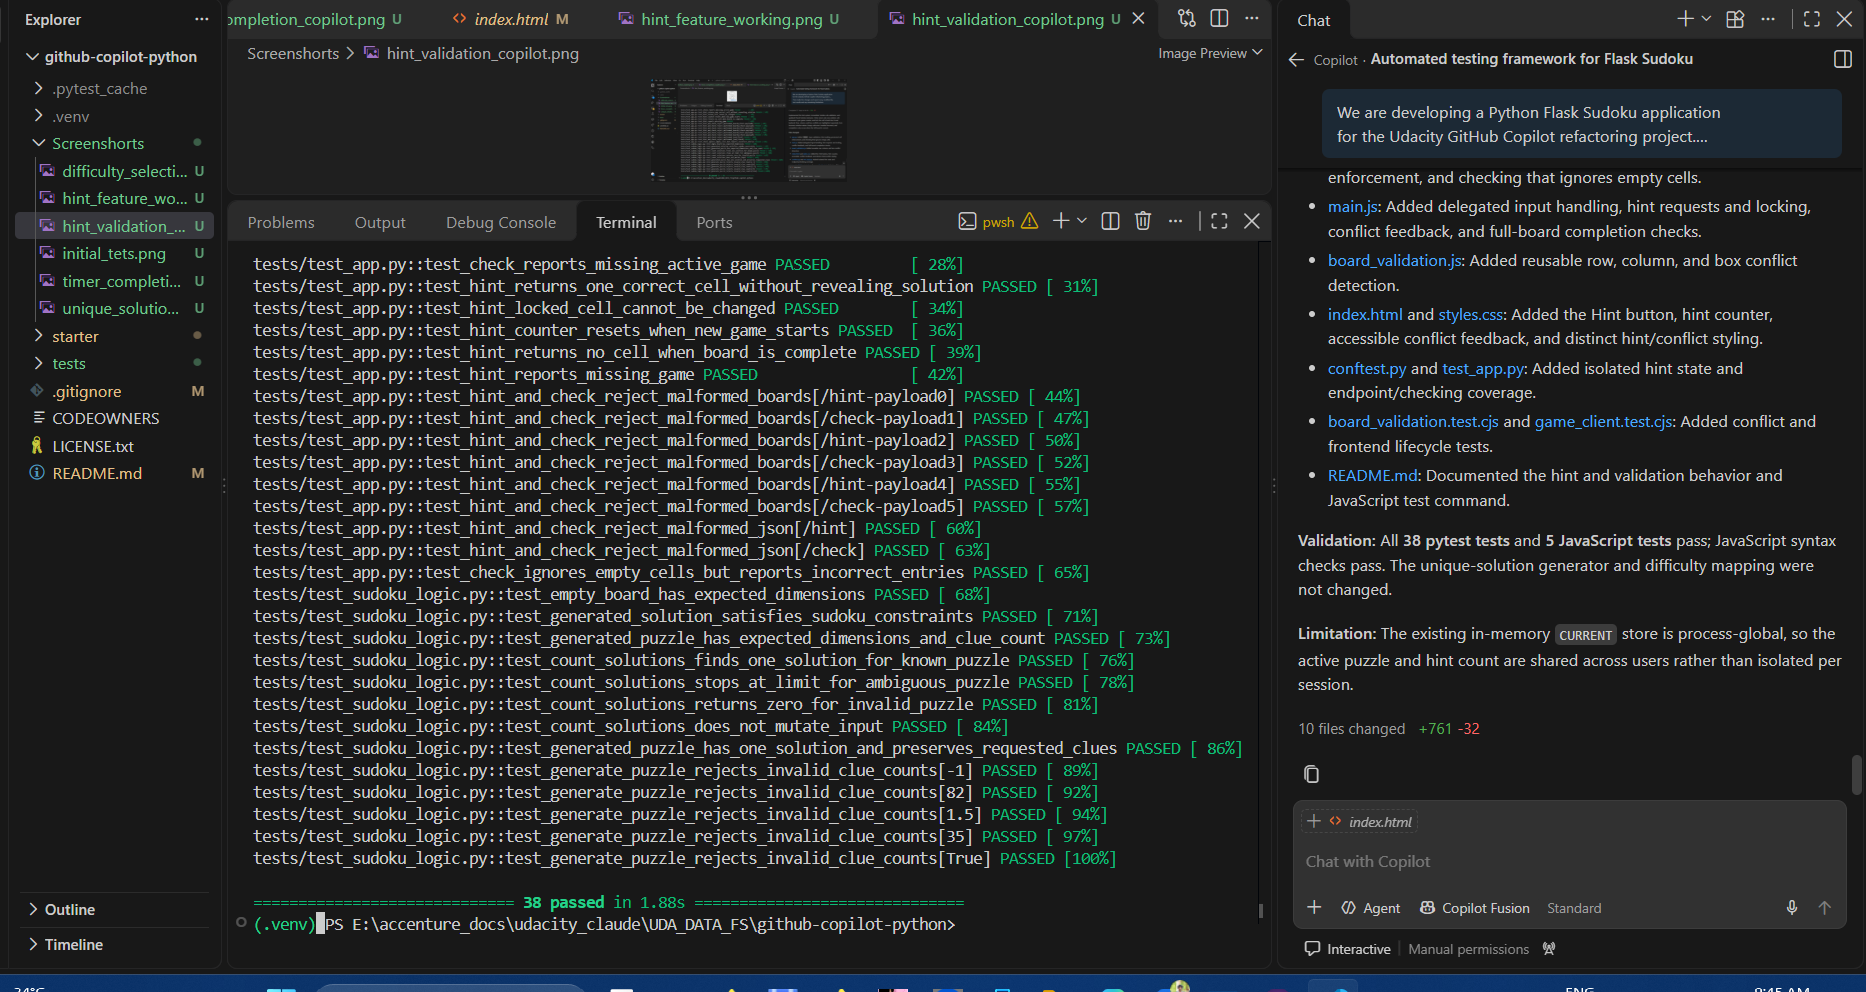 Explorer
github-copilot-python
.pytest_cache
.venv
Screenshorts
difficulty_selecti... U
hint_feature_wo... U
hint_validation_... U
initial_tets.png U
timer_completi... U
unique_solutio... U
starter
tests
.gitignore M
CODEOWNERS
LICENSE.txt
README.md M
Outline
Timeline
ompletion_copilot.png U
index.html M
hint_feature_working.png U
hint_validation_copilot.png U
Screenshorts > hint_validation_copilot.png
Image Preview
Problems Output Debug Console Terminal Ports
pwsh
tests/test_app.py::test_check_reports_missing_active_game PASSED [ 28%]
tests/test_app.py::test_hint_returns_one_correct_cell_without_revealing_solution PASSED [ 31%]
tests/test_app.py::test_hint_locked_cell_cannot_be_changed PASSED [ 34%]
tests/test_app.py::test_hint_counter_resets_when_new_game_starts PASSED [ 36%]
tests/test_app.py::test_hint_returns_no_cell_when_board_is_complete PASSED [ 39%]
tests/test_app.py::test_hint_reports_missing_game PASSED [ 42%]
tests/test_app.py::test_hint_and_check_reject_malformed_boards[/hint-payload0] PASSED [ 44%]
tests/test_app.py::test_hint_and_check_reject_malformed_boards[/check-payload1] PASSED [ 47%]
tests/test_app.py::test_hint_and_check_reject_malformed_boards[/hint-payload2] PASSED [ 50%]
tests/test_app.py::test_hint_and_check_reject_malformed_boards[/check-payload3] PASSED [ 52%]
tests/test_app.py::test_hint_and_check_reject_malformed_boards[/hint-payload4] PASSED [ 55%]
tests/test_app.py::test_hint_and_check_reject_malformed_boards[/check-payload5] PASSED [ 57%]
tests/test_app.py::test_hint_and_check_reject_malformed_json[/hint] PASSED [ 60%]
tests/test_app.py::test_hint_and_check_reject_malformed_json[/check] PASSED [ 63%]
tests/test_app.py::test_check_ignores_empty_cells_but_reports_incorrect_entries PASSED [ 65%]
tests/test_sudoku_logic.py::test_empty_board_has_expected_dimensions PASSED [ 68%]
tests/test_sudoku_logic.py::test_generated_solution_satisfies_sudoku_constraints PASSED [ 71%]
tests/test_sudoku_logic.py::test_generated_puzzle_has_expected_dimensions_and_clue_count PASSED [ 73%]
tests/test_sudoku_logic.py::test_count_solutions_finds_one_solution_for_known_puzzle PASSED [ 76%]
tests/test_sudoku_logic.py::test_count_solutions_stops_at_limit_for_ambiguous_puzzle PASSED [ 78%]
tests/test_sudoku_logic.py::test_count_solutions_returns_zero_for_invalid_puzzle PASSED [ 81%]
tests/test_sudoku_logic.py::test_count_solutions_does_not_mutate_input PASSED [ 84%]
tests/test_sudoku_logic.py::test_generated_puzzle_has_one_solution_and_preserves_requested_clues PASSED [ 86%]
tests/test_sudoku_logic.py::test_generate_puzzle_rejects_invalid_clue_counts[-1] PASSED [ 89%]
tests/test_sudoku_logic.py::test_generate_puzzle_rejects_invalid_clue_counts[82] PASSED [ 92%]
tests/test_sudoku_logic.py::test_generate_puzzle_rejects_invalid_clue_counts[1.5] PASSED [ 94%]
tests/test_sudoku_logic.py::test_generate_puzzle_rejects_invalid_clue_counts[35] PASSED [ 97%]
tests/test_sudoku_logic.py::test_generate_puzzle_rejects_invalid_clue_counts[True] PASSED [100%]
============================= 38 passed in 1.88s ==============================
(.venv) PS E:\accenture_docs\udacity_claude\UDA_DATA_FS\github-copilot-python>
Chat
Copilot · Automated testing framework for Flask Sudoku
We are developing a Python Flask Sudoku application
for the Udacity GitHub Copilot refactoring project....
enforcement, and checking that ignores empty cells.
• main.js: Added delegated input handling, hint requests and locking,
conflict feedback, and full-board completion checks.
• board_validation.js: Added reusable row, column, and box conflict
detection.
• index.html and styles.css: Added the Hint button, hint counter,
accessible conflict feedback, and distinct hint/conflict styling.
• conftest.py and test_app.py: Added isolated hint state and
endpoint/checking coverage.
• board_validation.test.cjs and game_client.test.cjs: Added conflict and
frontend lifecycle tests.
• README.md: Documented the hint and validation behavior and
JavaScript test command.
Validation: All 38 pytest tests and 5 JavaScript tests pass; JavaScript syntax
checks pass. The unique-solution generator and difficulty mapping were
not changed.
Limitation: The existing in-memory CURRENT store is process-global, so the
active puzzle and hint count are shared across users rather than isolated per
session.
10 files changed +761 -32
index.html
Chat with Copilot
Agent Copilot Fusion Standard
Interactive Manual permissions